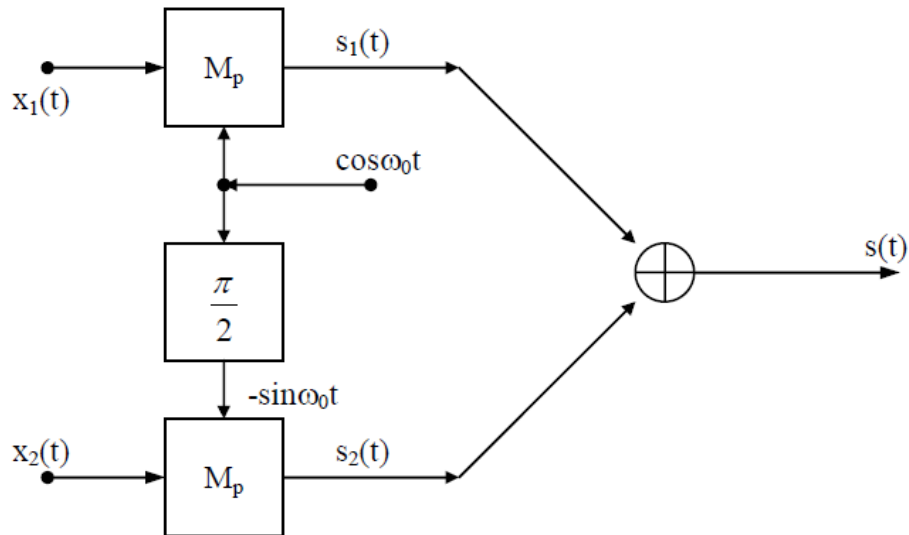 s₁(t)
Mₚ
x₁(t)
cosω₀t
s(t)
π
2
-sinω₀t
x₂(t)
s₂(t)
Mₚ